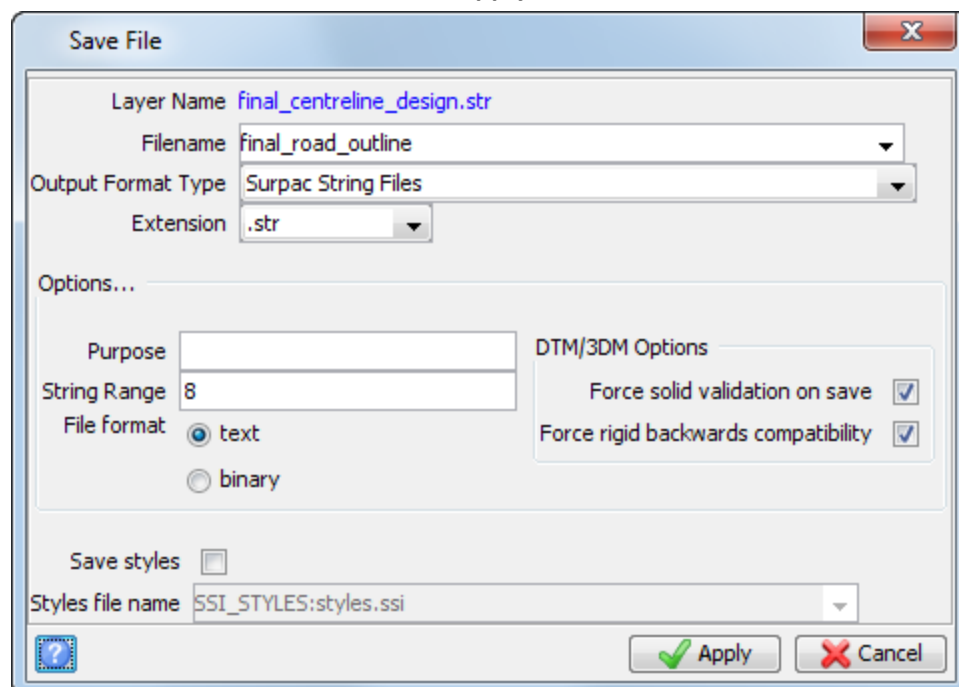 Save File
Layer Name final_centreline_design.str
Filename final_road_outline
Output Format Type Surpac String Files
Extension .str
Options...
Purpose
DTM/3DM Options
String Range 8
Force solid validation on save
File format text
Force rigid backwards compatibility
binary
Save styles
Styles file name SSI_STYLES:styles.ssi
? Apply Cancel